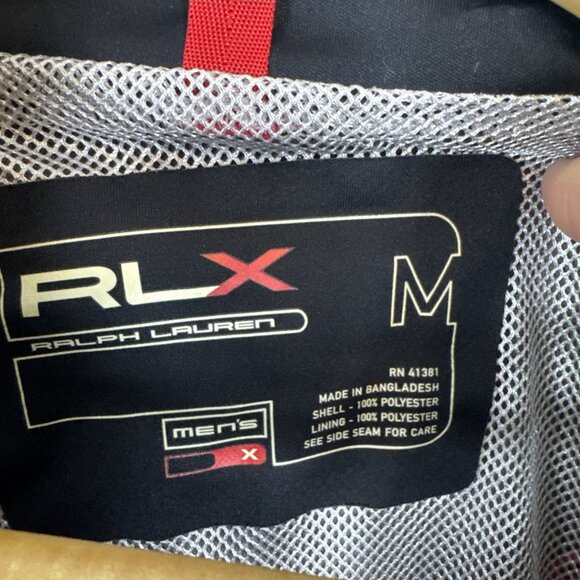 RLX
RALPH LAUREN
M
RN 41381
MADE IN BANGLADESH
SHELL - 100% POLYESTER
LINING - 100% POLYESTER
SEE SIDE SEAM FOR CARE
men's
X